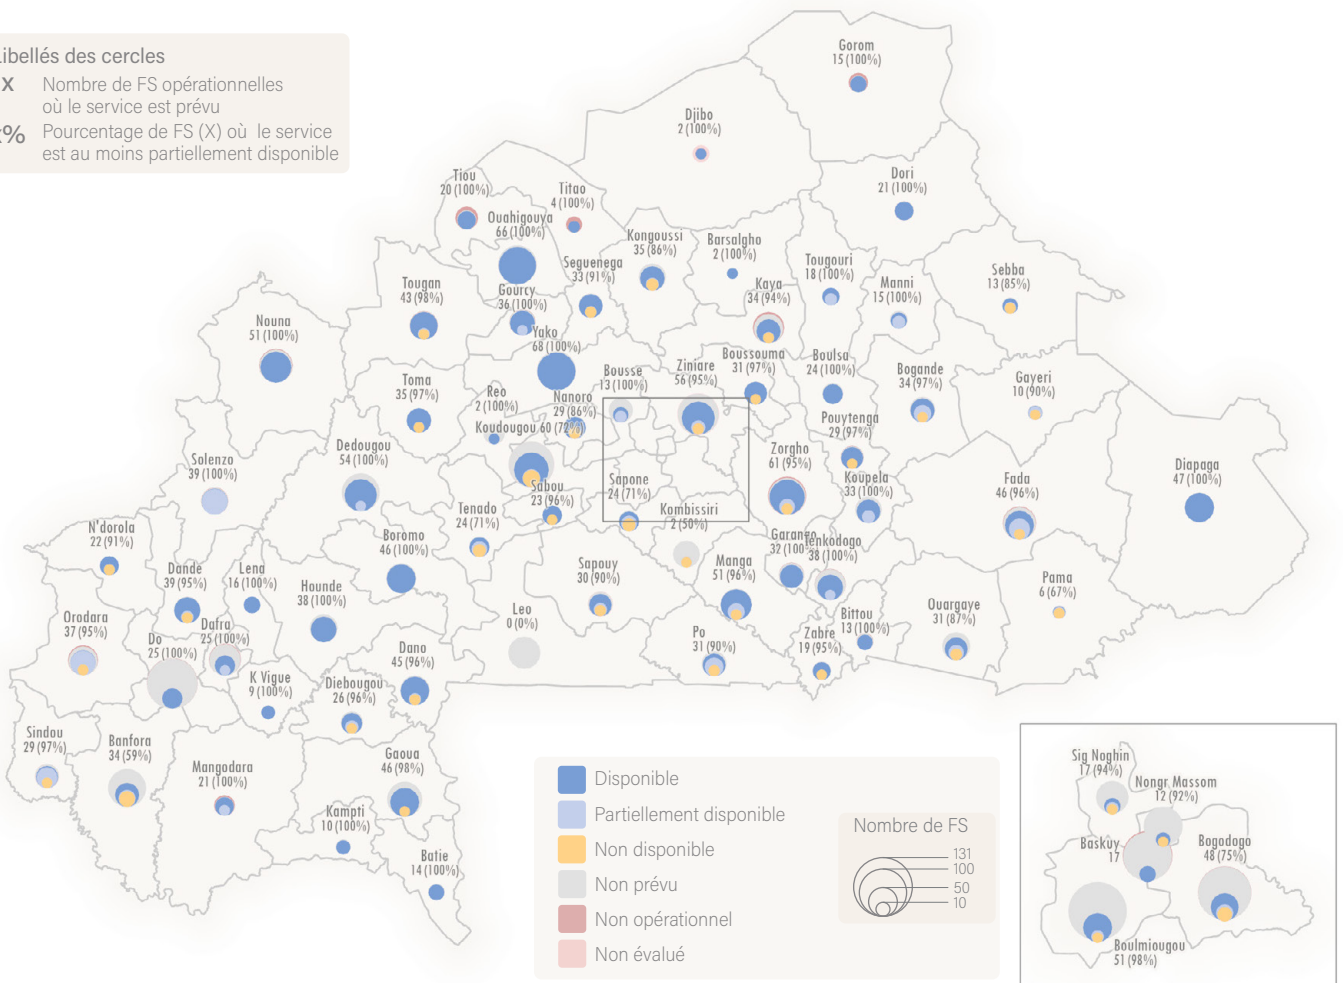 ibellés des cercles
X Nombre de FS opérationnelles
où le service est prévu
% Pourcentage de FS (X) où le service
est au moins partiellement disponible
Gorom
15 (100%)
Djibo
2 (100%)
Dori
21 (100%)
Tiou
20 (100%)
Titao
4 (100%)
Ouahigouya
66 (100%)
Kongoussi
35 (86%)
Barsalgho
2 (100%)
Tougouri
18 (100%)
Seguenega
33 (91%)
Sebba
13 (85%)
Manni
15 (100%)
Tougan
43 (98%)
Gourcy
36 (100%)
Kaya
34 (94%)
Nouna
51 (100%)
Yako
68 (100%)
Boussouma
31 (97%)
Boulsa
24 (100%)
Ziniare
56 (95%)
Bousse
13 (100%)
Bogande
34 (97%)
Gayeri
10 (90%)
Toma
35 (97%)
Reo
2 (100%)
Nanoro
29 (86%)
Koudougou 60 (72%)
Pouytenga
29 (97%)
Dedougou
54 (100%)
Solenzo
39 (100%)
Zorgho
61 (95%)
Diapaga
47 (100%)
Koupela
33 (100%)
Fada
46 (96%)
Sabou
23 (96%)
Sapone
24 (71%)
Tenado
24 (71%)
Kombissiri
2 (50%)
N'dorola
22 (91%)
Boromo
46 (100%)
Garango
32 (100%)
Tenkodogo
38 (100%)
Dande
39 (95%)
Lena
16 (100%)
Hounde
38 (100%)
Sapouy
30 (90%)
Manga
51 (96%)
Pama
6 (67%)
Orodara
37 (95%)
Dafra
25 (100%)
Do
25 (100%)
Leo
0 (0%)
Bittou
13 (100%)
Ouargaye
31 (87%)
Zabre
19 (95%)
Po
31 (90%)
Dano
45 (96%)
K Vigue
9 (100%)
Diebougou
26 (96%)
Sindou
29 (97%)
Banfora
34 (59%)
Mangodara
21 (100%)
Gaoua
46 (98%)
Kampti
10 (100%)
Batie
14 (100%)
Disponible
Partiellement disponible
Non disponible
Non prévu
Non opérationnel
Non évalué
Nombre de FS
131
100
50
10
Sig Noghin
17 (94%)
Nongr Massom
12 (92%)
Baskuy
17
Bogodogo
48 (75%)
Boulmiougou
51 (98%)